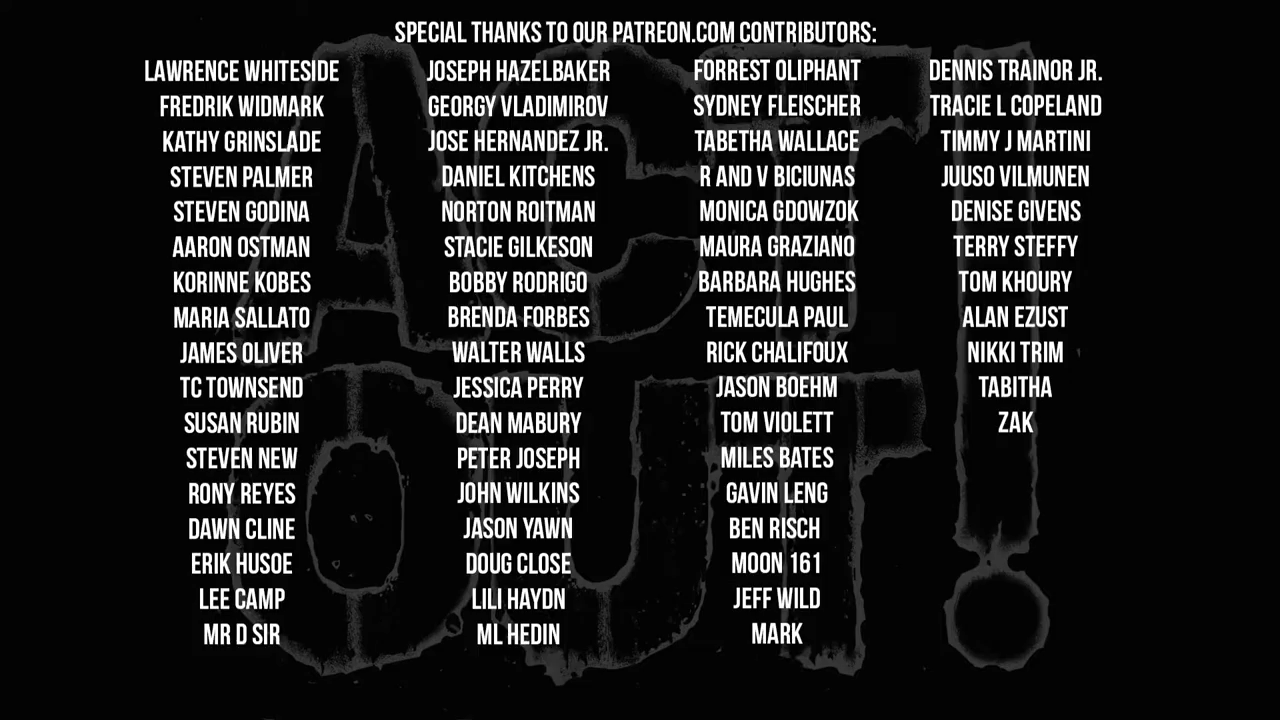 SPECIAL THANKS TO OUR PATREON.COM CONTRIBUTORS:
LAWRENCE WHITESIDE
FREDRIK WIDMARK
KATHY GRINSLADE
STEVEN PALMER
STEVEN GODINA
AARON OSTMAN
KORINNE KOBES
MARIA SALLATO
JAMES OLIVER
TC TOWNSEND
SUSAN RUBIN
STEVEN NEW
RONY REYES
DAWN CLINE
ERIK HUSOE
LEE CAMP
MR D SIR
JOSEPH HAZELBAKER
GEORGY VLADIMIROV
JOSE HERNANDEZ JR.
DANIEL KITCHENS
NORTON ROITMAN
STACIE GILKESON
BOBBY RODRIGO
BRENDA FORBES
WALTER WALLS
JESSICA PERRY
DEAN MABURY
PETER JOSEPH
JOHN WILKINS
JASON YAWN
DOUG CLOSE
LILI HAYDN
ML HEDIN
FORREST OLIPHANT
SYDNEY FLEISCHER
TABETHA WALLACE
R AND V BICIUNAS
MONICA GDOWZOK
MAURA GRAZIANO
BARBARA HUGHES
TEMECULA PAUL
RICK CHALIFOUX
JASON BOEHM
TOM VIOLETT
MILES BATES
GAVIN LENG
BEN RISCH
MOON 161
JEFF WILD
MARK
DENNIS TRAINOR JR.
TRACIE L COPELAND
TIMMY J MARTINI
JUUSO VILMUNEN
DENISE GIVENS
TERRY STEFFY
TOM KHOURY
ALAN EZUST
NIKKI TRIM
TABITHA
ZAK
ACT
OUT!